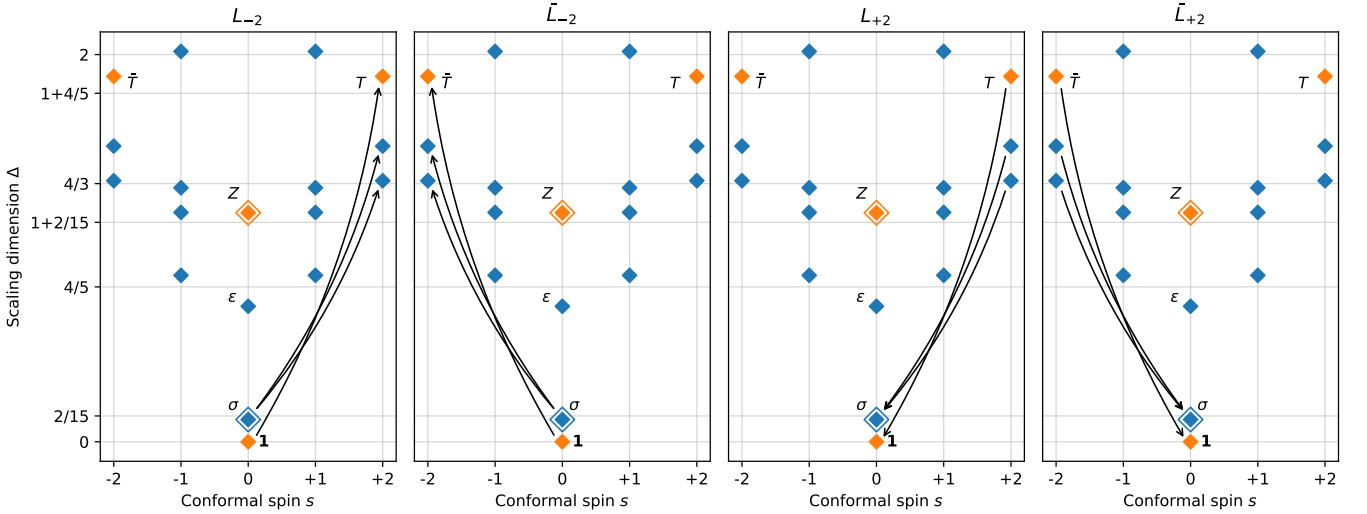 L₋₂
L̄₋₂
L₊₂
L̄₊₂
Scaling dimension Δ
2
1+4/5
4/3
1+2/15
4/5
2/15
0
T̄ T
Z
ε
σ
1
-2 -1 0 +1 +2
Conformal spin s
T̄ T
Z
ε
σ
1
-2 -1 0 +1 +2
Conformal spin s
T̄ T
Z
ε
σ
1
-2 -1 0 +1 +2
Conformal spin s
T̄ T
Z
ε
σ
1
-2 -1 0 +1 +2
Conformal spin s